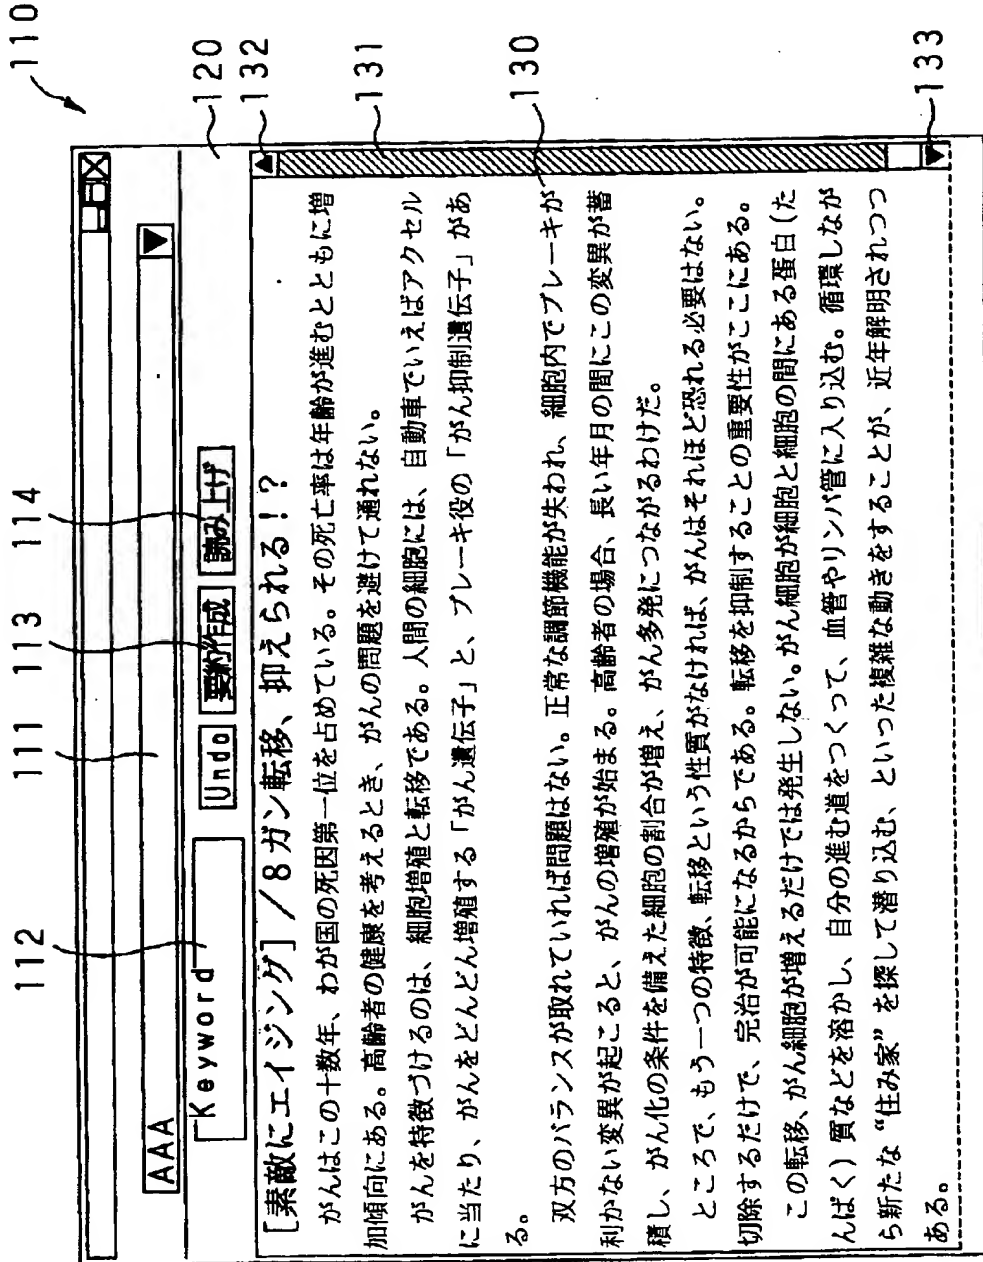 110
112
111
113
114
AAA
Keyword
Undo
要約作成
読み上げ
120
132
131
130
133
[素敵にエイジング]/8ガン転移、抑えられる!?
がんはこの十数年、わが国の死因第一位を占めている。その死亡率は年齢が進むとともに増
加傾向にある。高齢者の健康を考えるとき、がんの問題を避けて通れない。
がんを特徴づけるのは、細胞増殖と転移である。人間の細胞には、自動車でいえばアクセル
に当たり、がんをどんどん増殖する「がん遺伝子」と、ブレーキ役の「がん抑制遺伝子」があ
る。
双方のバランスが取れていれば問題はない。正常な調節機能が失われ、細胞内でブレーキが
利かない変異が起こると、がんの増殖が始まる。高齢者の場合、長い年月の間にこの変異が蓄
積し、がん化の条件を備えた細胞の割合が増え、がん多発につながるわけだ。
ところで、もう一つの特徴、転移という性質がなければ、がんはそれほど恐れる必要はない。
切除するだけで、完治が可能になるからである。転移を抑制することの重要性がここにある。
この転移、がん細胞が増えるだけでは発生しない。がん細胞が細胞と細胞の間にある蛋白(た
んぱく)質などを溶かし、自分の進む道をつくって、血管やリンパ管に入り込む。循環しなが
ら新たな“住み家”を探して潜り込む、といった複雑な動きをすることが、近年解明されつつ
ある。